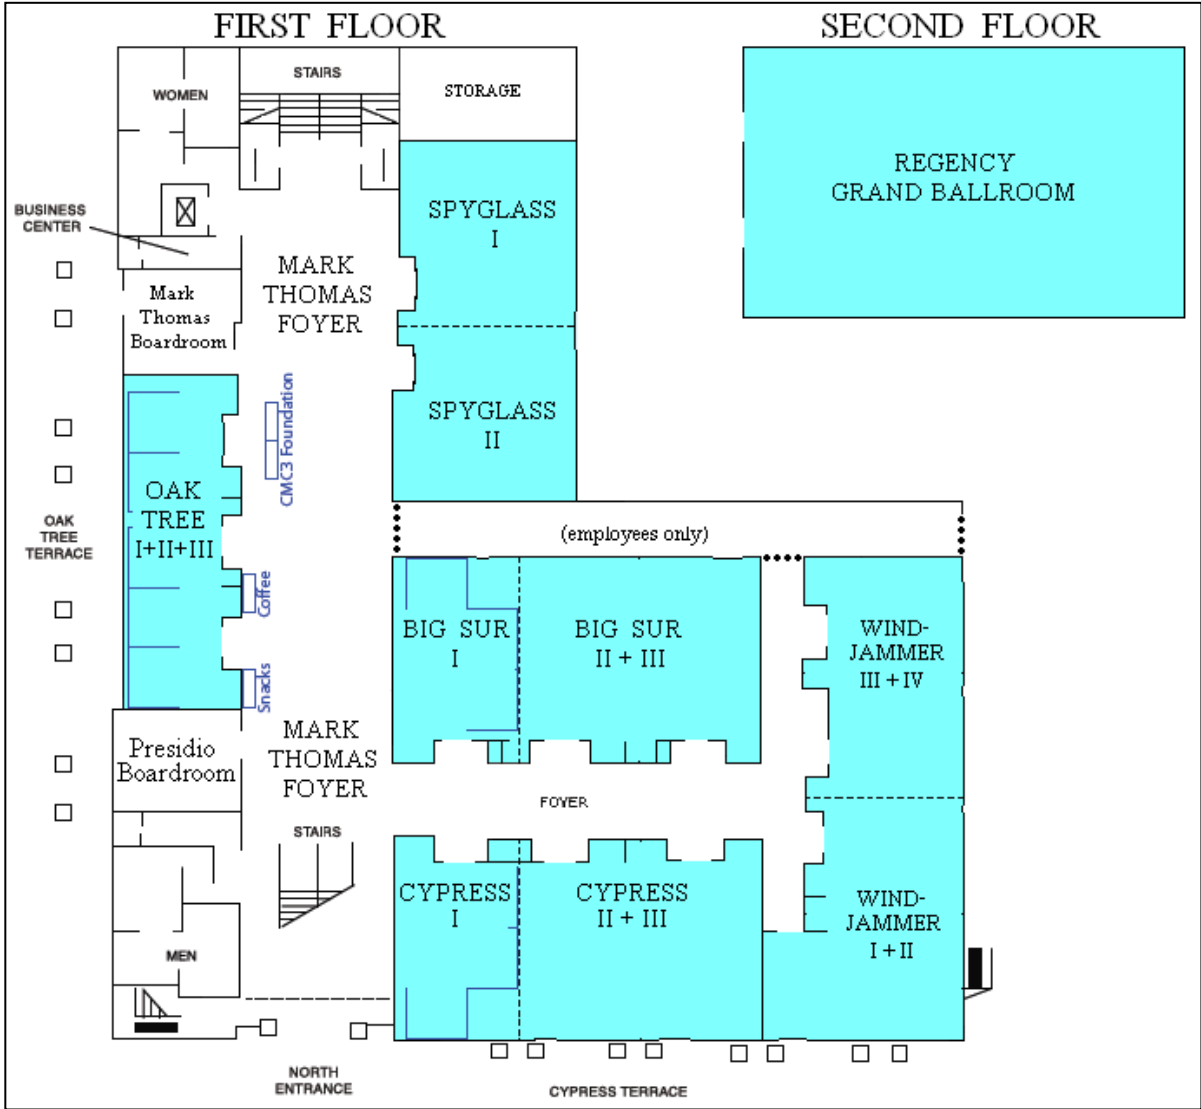 FIRST FLOOR
SECOND FLOOR
STAIRS
WOMEN
STORAGE
REGENCY
GRAND BALLROOM
SPYGLASS
I
BUSINESS
CENTER
MARK
THOMAS
FOYER
Mark
Thomas
Boardroom
SPYGLASS
II
CMC3 Foundation
OAK
TREE
I+II+III
OAK
TREE
TERRACE
(employees only)
Coffee
BIG SUR
I
BIG SUR
II + III
WIND-
JAMMER
III + IV
Snacks
MARK
THOMAS
FOYER
Presidio
Boardroom
FOYER
STAIRS
CYPRESS
I
CYPRESS
II + III
WIND-
JAMMER
I + II
MEN
NORTH
ENTRANCE
CYPRESS TERRACE